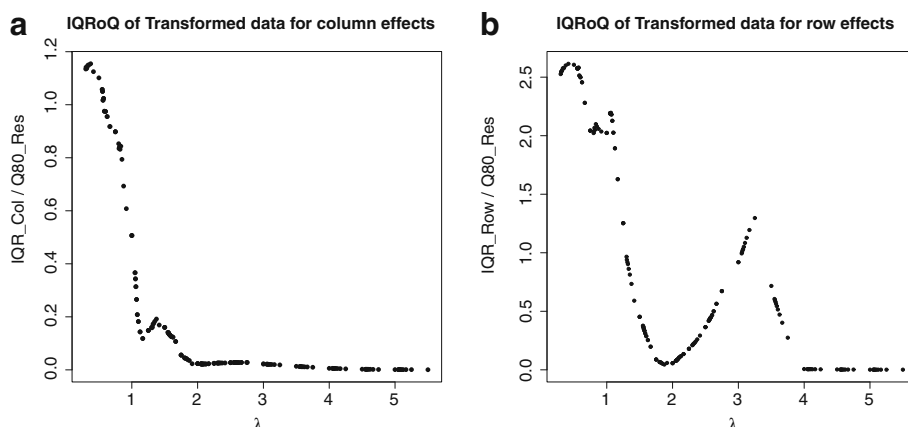 a IQRoQ of Transformed data for column effects
IQR_Col / Q80_Res
1.2
1.0
0.8
0.6
0.4
0.2
0.0
1 2 3 4 5
λ
b IQRoQ of Transformed data for row effects
IQR_Row / Q80_Res
2.5
2.0
1.5
1.0
0.5
0.0
1 2 3 4 5
λ